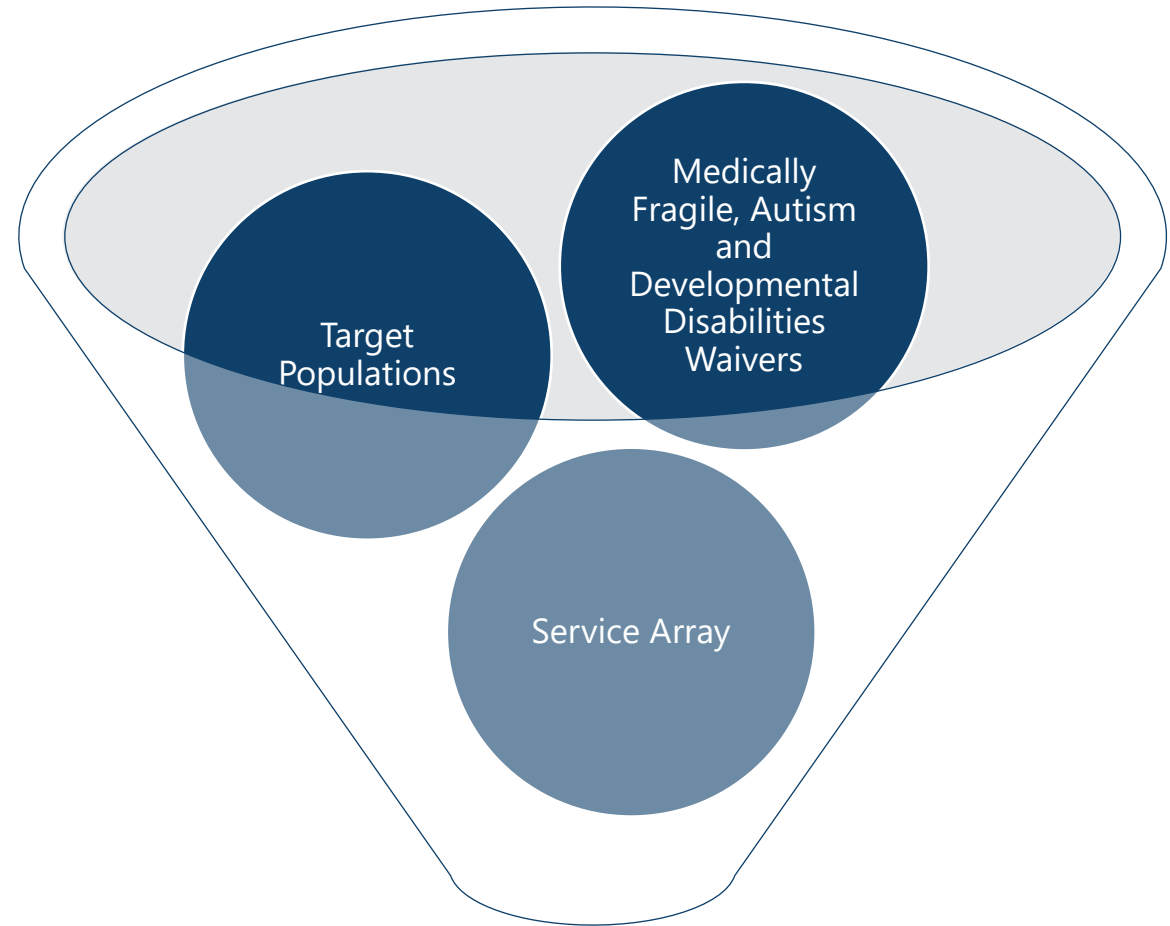 Medically
Fragile, Autism
and
Developmental
Disabilities
Waivers
Target
Populations
Service Array